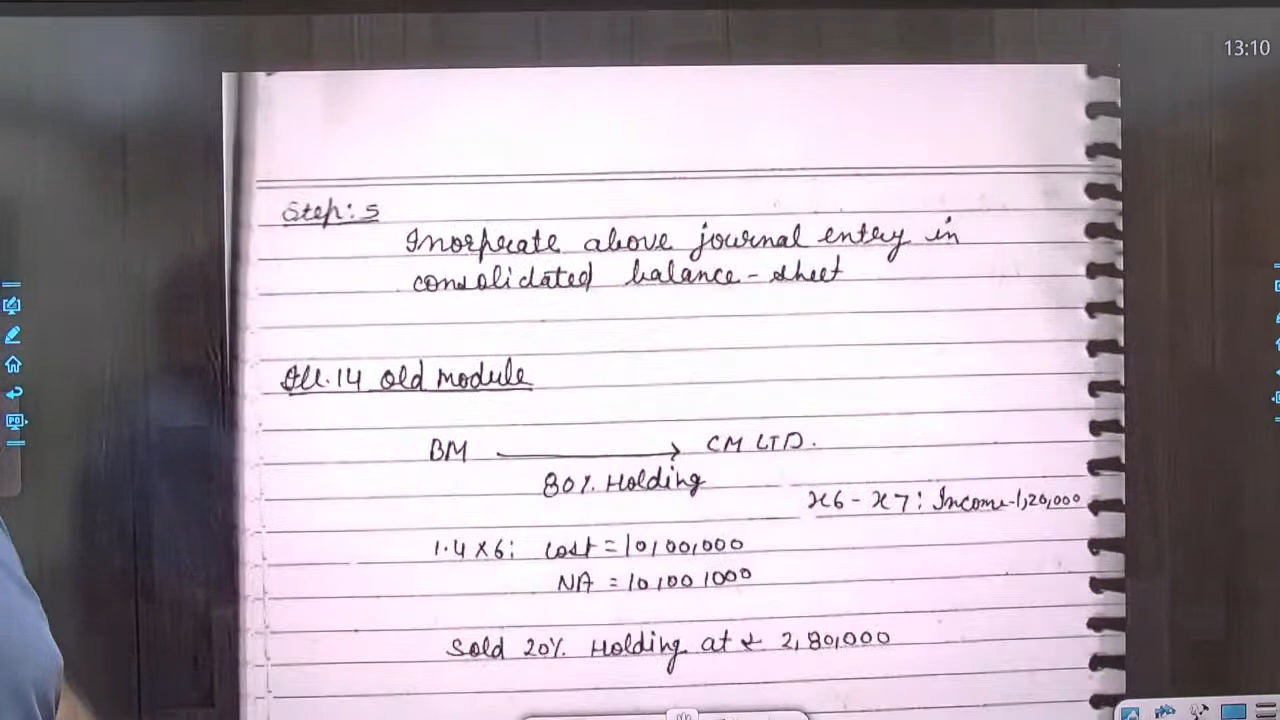 13:10
Step: 5
Inorperate above journal entry in
consolidated balance-sheet
Ill.14 old module
BM → CM LTD.
80% Holding
x6 - x7: Income-1,20,000
1.4 X6: cost = 10,00,000
NA = 10,00,000
Sold 20% Holding at ₹ 2,80,000